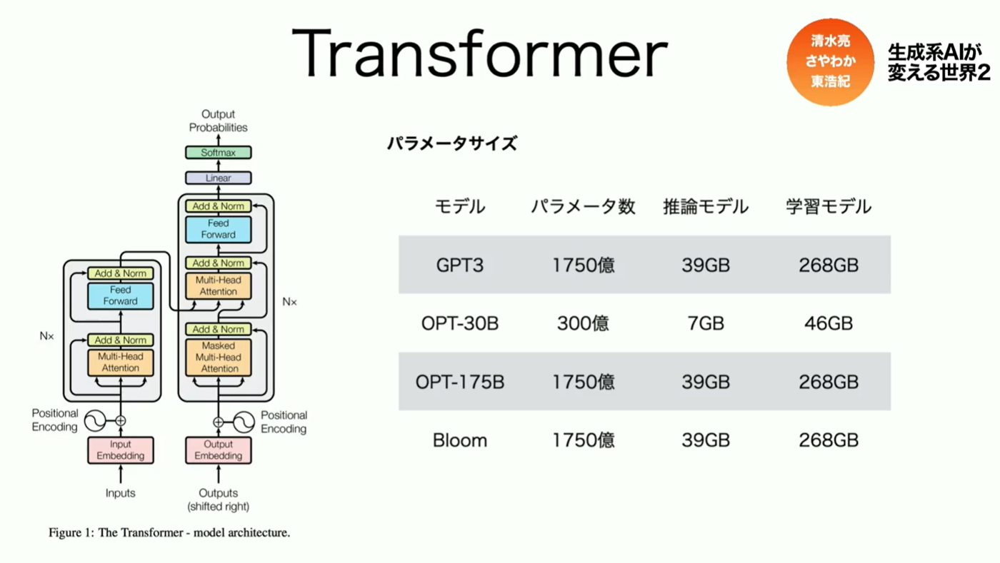 Transformer
清水亮
さやわか
東浩紀
生成系AIが
変える世界2
Output
Probabilities
Softmax
Linear
Add & Norm
Feed
Forward
Add & Norm
Multi-Head
Attention
Add & Norm
Masked
Multi-Head
Attention
N×
Add & Norm
Feed
Forward
N×
Add & Norm
Multi-Head
Attention
Positional
Encoding
Positional
Encoding
Input
Embedding
Output
Embedding
Inputs
Outputs
(shifted right)
Figure 1: The Transformer - model architecture.
パラメータサイズ
モデル パラメータ数 推論モデル 学習モデル
GPT3 1750億 39GB 268GB
OPT-30B 300億 7GB 46GB
OPT-175B 1750億 39GB 268GB
Bloom 1750億 39GB 268GB